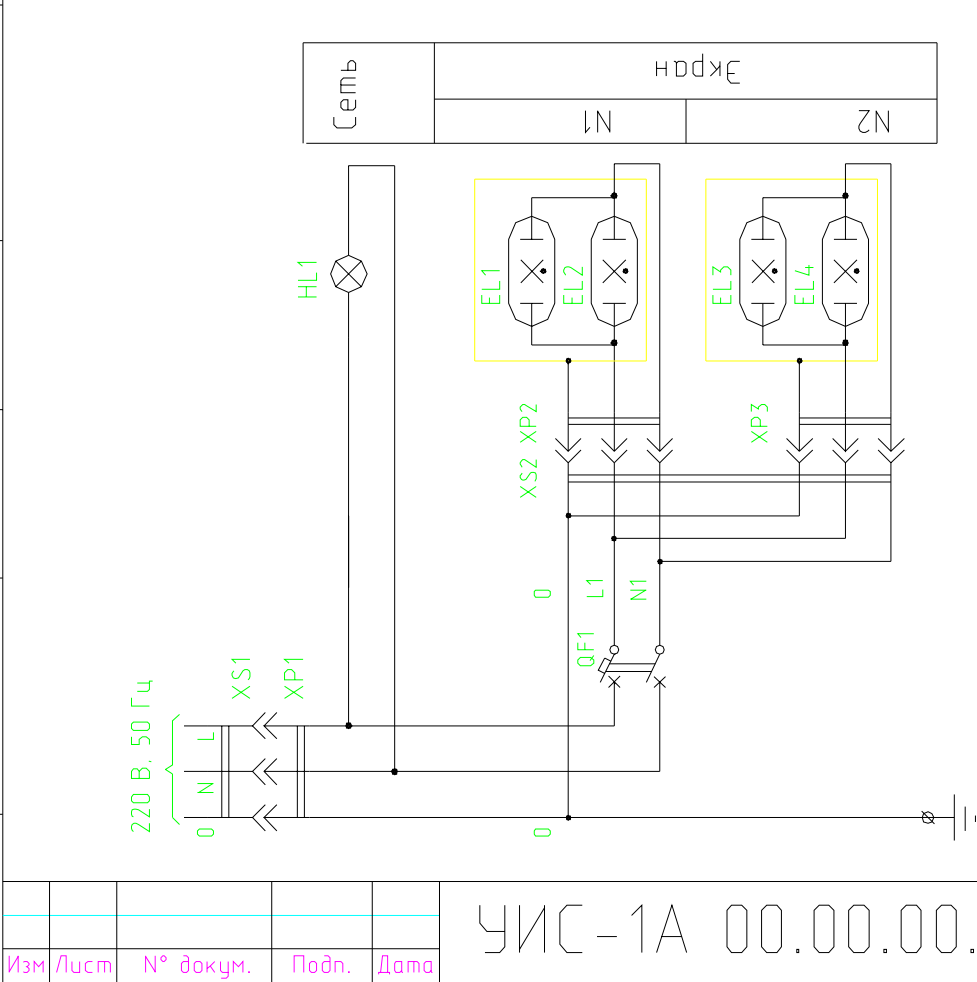 Сеть
Экран
N1
N2
HL1
EL1
EL2
EL3
EL4
XP2
XS2
XP3
0
L1
N1
QF1
XS1
XP1
220 В, 50 Гц
L
N
0
0
УИС-1А 00.00.00.
Изм Лист N° докум. Подп. Дата